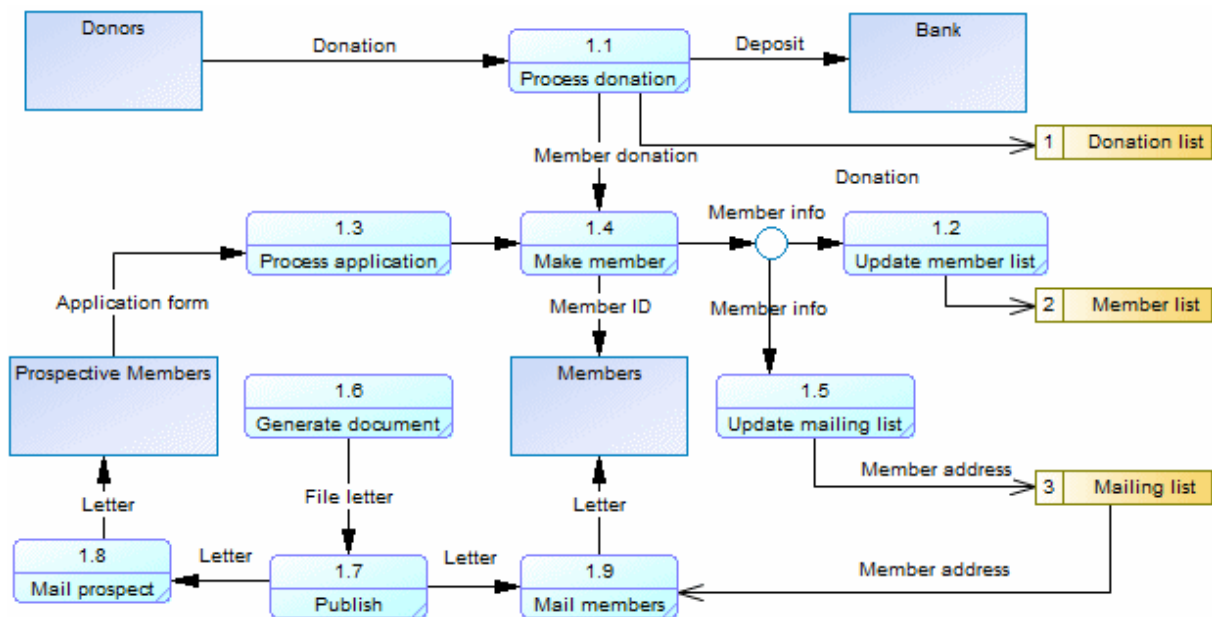 Donors
Donation
1.1
Process donation
Deposit
Bank
1 Donation list
Member donation
Donation
1.3
Process application
1.4
Make member
Member info
1.2
Update member list
Application form
Member ID
Member info
2 Member list
Prospective Members
1.6
Generate document
Members
1.5
Update mailing list
Member address
3 Mailing list
File letter
Letter
Letter
1.8
Mail prospect
Letter
1.7
Publish
Letter
1.9
Mail members
Member address